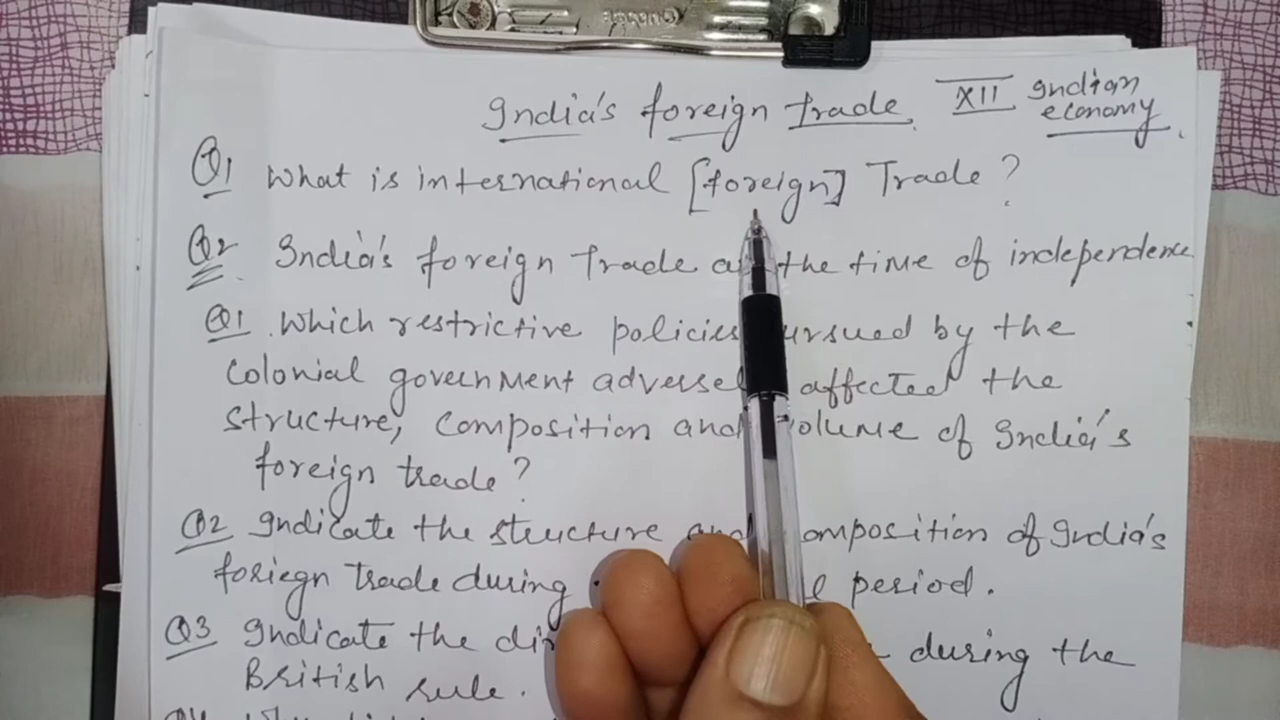 India's foreign trade. XII Indian economy.
Q1 What is international [foreign] Trade?
Q2. India's foreign Trade the time of independence
Q1. Which restrictive policies by the
Colonial government affected the
structure, composition and volume of India's
foreign trade?
Q2 Indicate the structure and composition of India's
foriegn trade during period.
Q3 Indicate the during the
British rule.